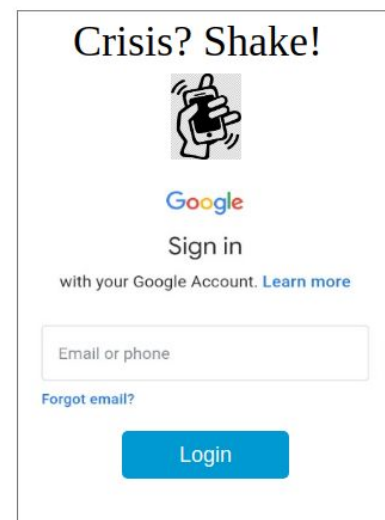 Crisis? Shake!
Google
Sign in
with your Google Account. Learn more
Email or phone
Forgot email?
Login